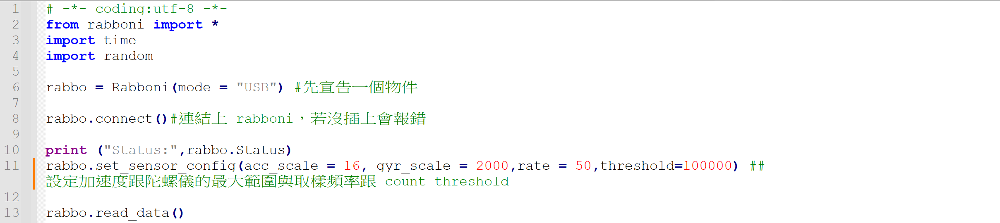 1 # -*- coding:utf-8 -*-
2 from rabboni import *
3 import time
4 import random
5
6 rabbo = Rabboni(mode = "USB") #先宣告一個物件
7
8 rabbo.connect()#連結上 rabboni，若沒插上會報錯
9
10 print ("Status:",rabbo.Status)
11 rabbo.set_sensor_config(acc_scale = 16, gyr_scale = 2000,rate = 50,threshold=100000) ##
設定加速度跟陀螺儀的最大範圍與取樣頻率跟 count threshold
12
13 rabbo.read_data()